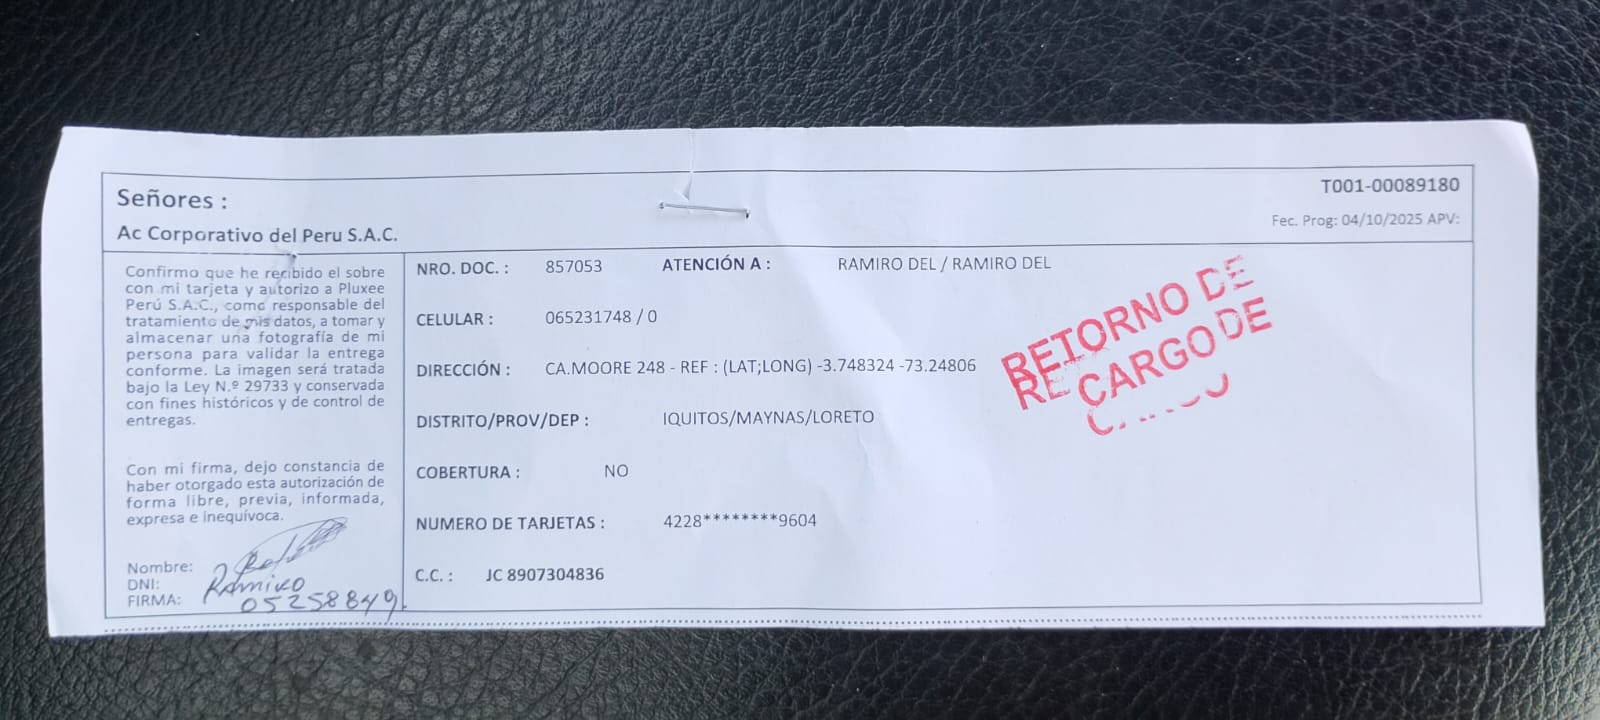 Señores :
T001-00089180
Ac Corporativo del Peru S.A.C.
Fec. Prog: 04/10/2025 APV:
Confirmo que he recibido el sobre
con mi tarjeta y autorizo a Pluxee
Perú S.A.C., como responsable del
tratamiento de mis datos, a tomar y
almacenar una fotografía de mi
persona para validar la entrega
conforme. La imagen será tratada
bajo la Ley N.º 29733 y conservada
con fines históricos y de control de
entregas.
Con mi firma, dejo constancia de
haber otorgado esta autorización de
forma libre, previa, informada,
expresa e inequívoca.
Nombre:
DNI:
FIRMA:
Ramiro
05258849
NRO. DOC. : 857053 ATENCIÓN A : RAMIRO DEL / RAMIRO DEL
CELULAR : 065231748 / 0
DIRECCIÓN : CA.MOORE 248 - REF : (LAT;LONG) -3.748324 -73.24806
DISTRITO/PROV/DEP : IQUITOS/MAYNAS/LORETO
COBERTURA : NO
NUMERO DE TARJETAS : 4228********9604
C.C. : JC 8907304836
RETORNO DE
RE CARGO DE